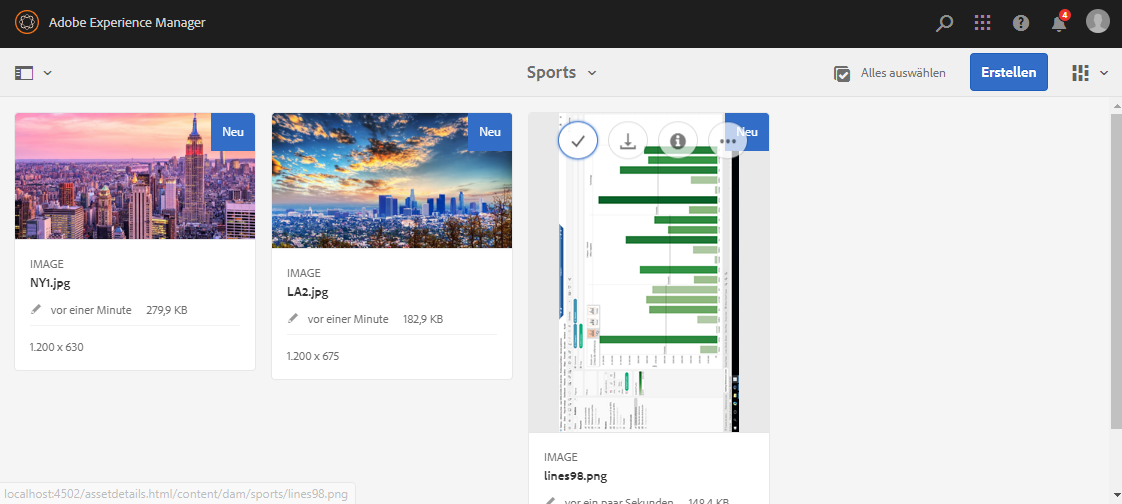 Adobe Experience Manager
4
Sports
Alles auswählen
Erstellen
Neu
Neu
Neu
IMAGE
NY1.jpg
vor einer Minute 279,9 KB
1.200 x 630
IMAGE
LA2.jpg
vor einer Minute 182,9 KB
1.200 x 675
IMAGE
lines98.png
vor ein paar Sekunden 148,4 KB
localhost:4502/assetdetails.html/content/dam/sports/lines98.png